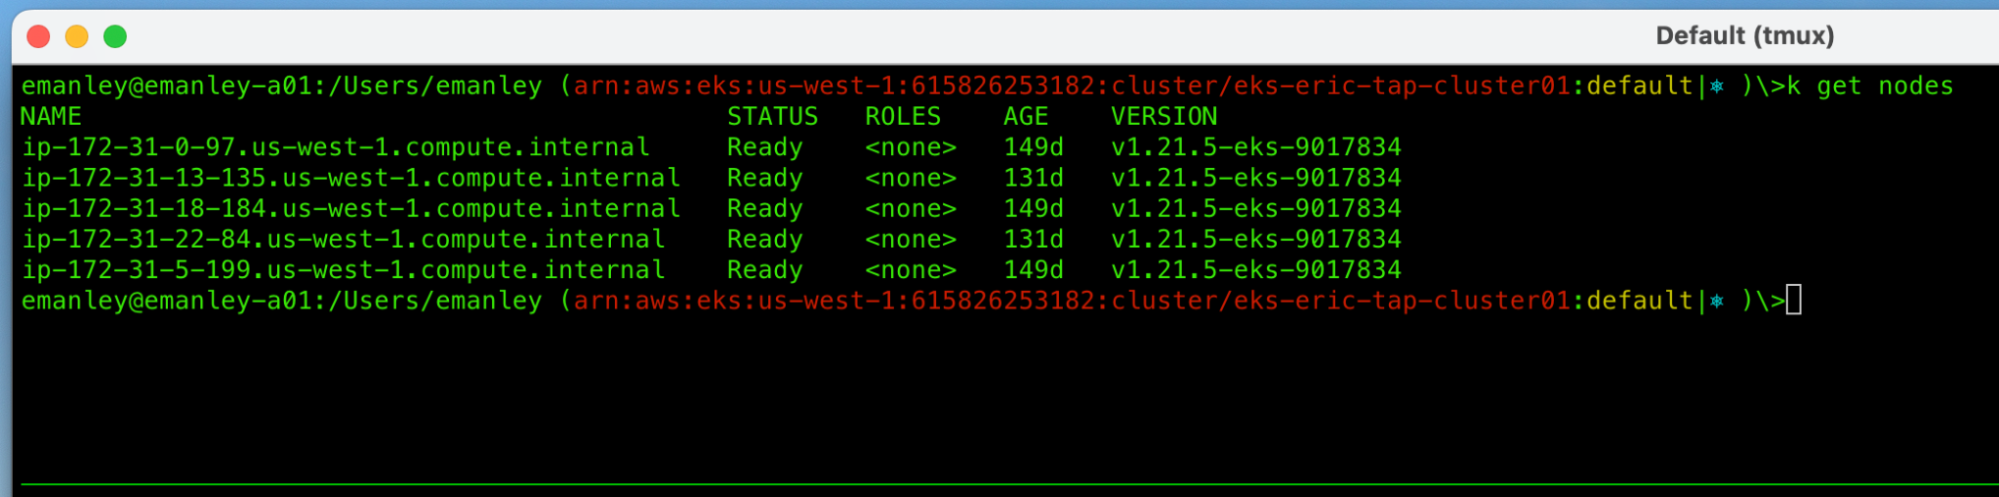 Default (tmux)
emanley@emanley-a01:/Users/emanley (arn:aws:eks:us-west-1:615826253182:cluster/eks-eric-tap-cluster01:default|⎈ )\>k get nodes
NAME                                          STATUS   ROLES    AGE    VERSION
ip-172-31-0-97.us-west-1.compute.internal     Ready    <none>   149d   v1.21.5-eks-9017834
ip-172-31-13-135.us-west-1.compute.internal   Ready    <none>   131d   v1.21.5-eks-9017834
ip-172-31-18-184.us-west-1.compute.internal   Ready    <none>   149d   v1.21.5-eks-9017834
ip-172-31-22-84.us-west-1.compute.internal    Ready    <none>   131d   v1.21.5-eks-9017834
ip-172-31-5-199.us-west-1.compute.internal    Ready    <none>   149d   v1.21.5-eks-9017834
emanley@emanley-a01:/Users/emanley (arn:aws:eks:us-west-1:615826253182:cluster/eks-eric-tap-cluster01:default|⎈ )\>